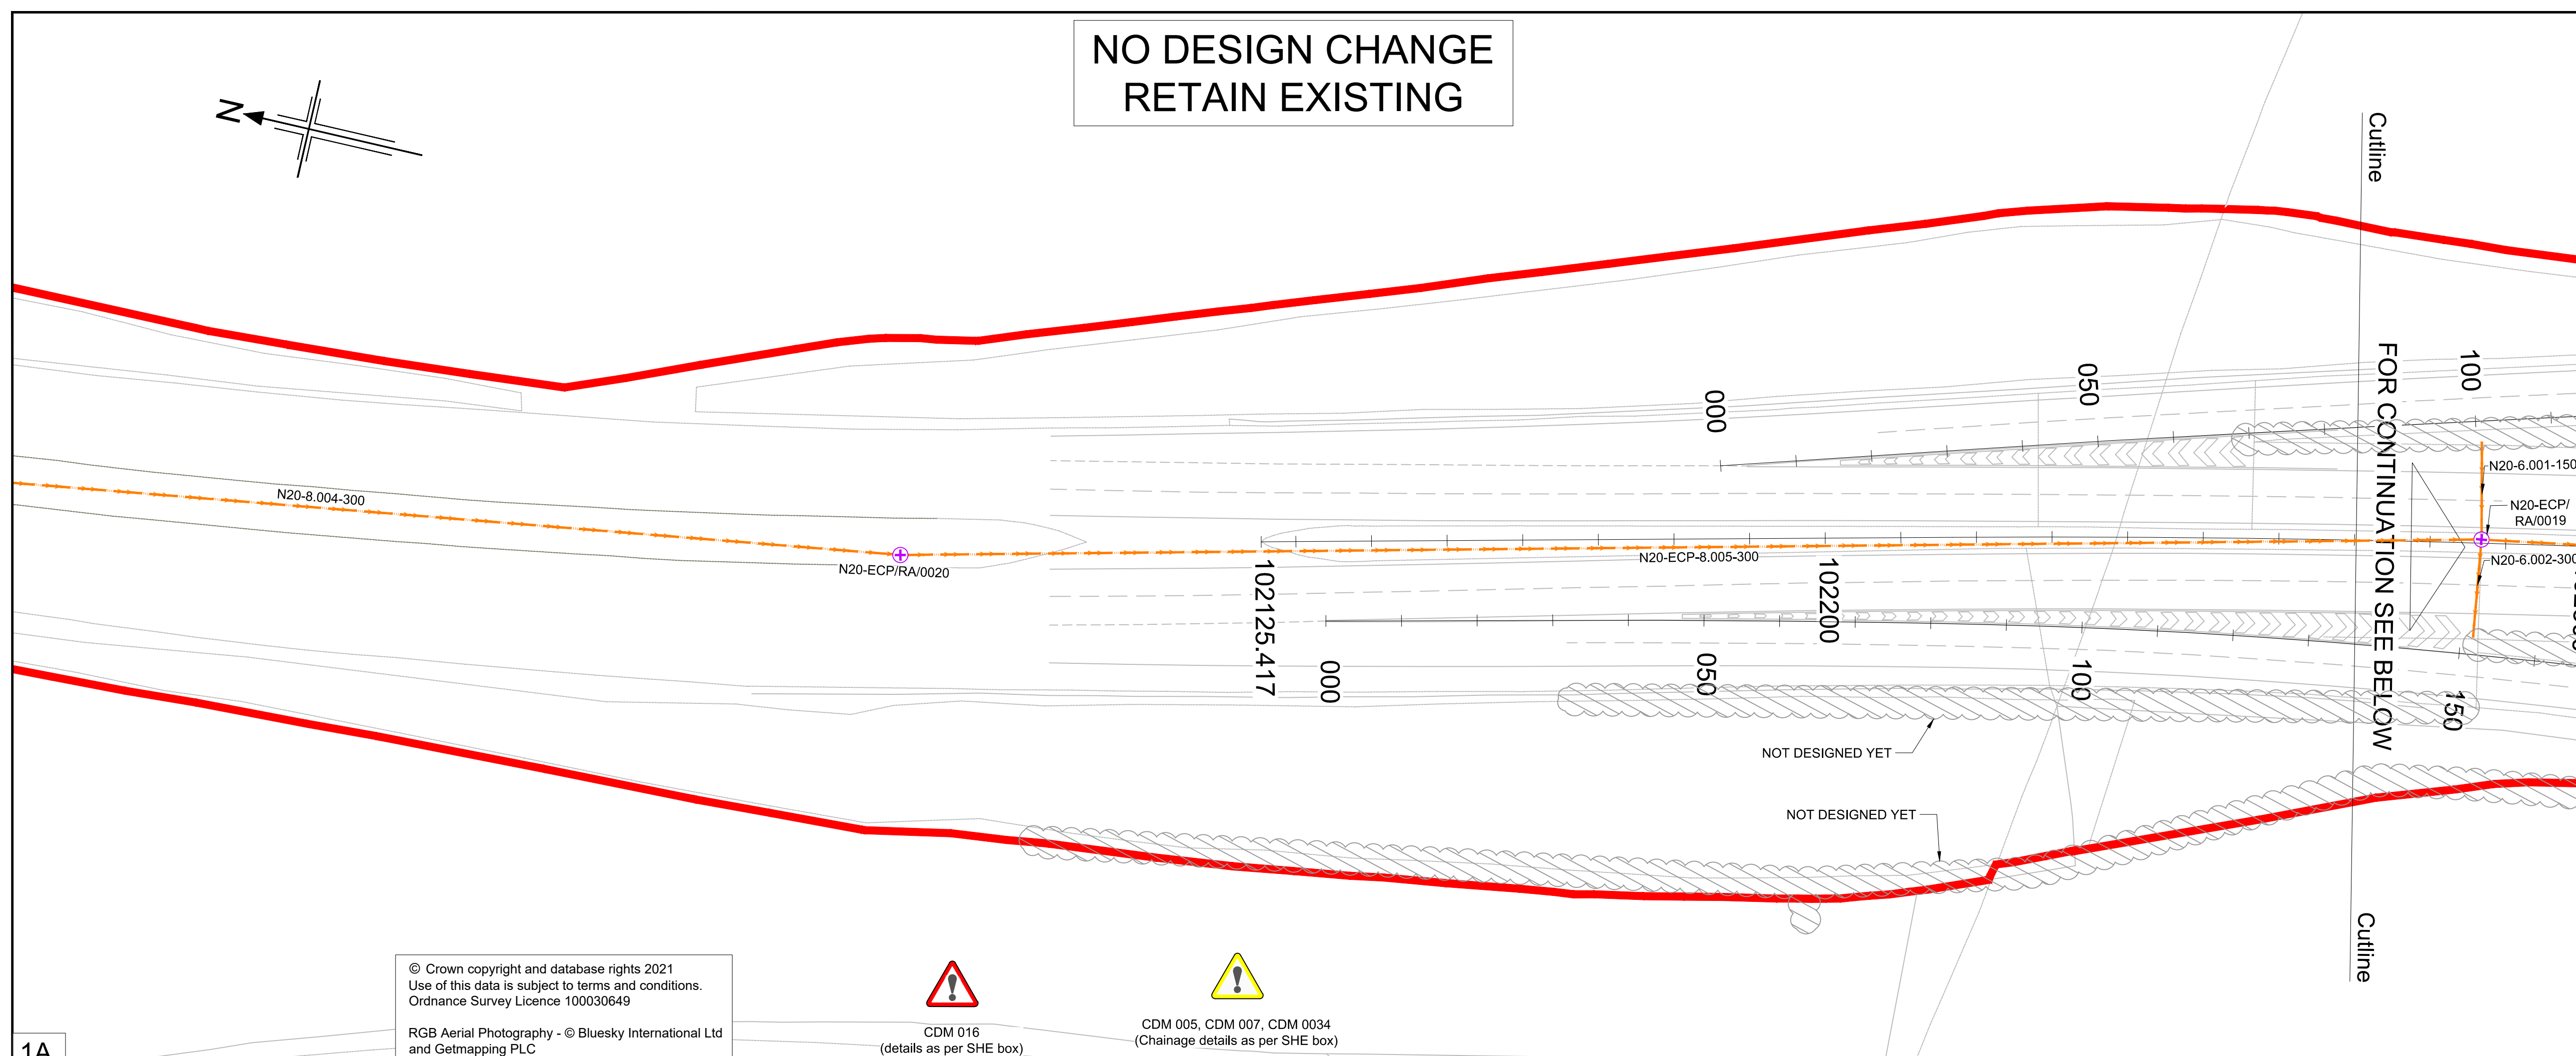 NO DESIGN CHANGE
RETAIN EXISTING
N
Cutline
FOR CONTINUATION SEE BELOW
000
050
100
N20-8.004-300
N20-ECP/RA/0020
N20-ECP-8.005-300
N20-6.001-150
N20-ECP/
RA/0019
N20-6.002-300
102125.417
102200
000
050
100
150
NOT DESIGNED YET
NOT DESIGNED YET
Cutline
© Crown copyright and database rights 2021
Use of this data is subject to terms and conditions.
Ordnance Survey Licence 100030649
RGB Aerial Photography - © Bluesky International Ltd
and Getmapping PLC
CDM 016
(details as per SHE box)
CDM 005, CDM 007, CDM 0034
(Chainage details as per SHE box)
1A